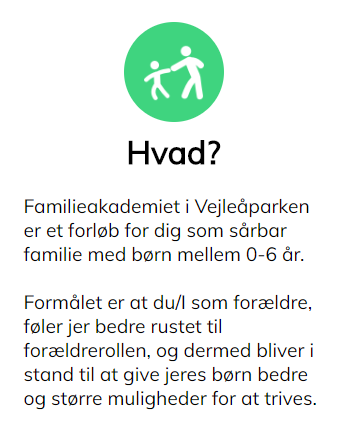 Hvad?
Familieakademiet i Vejleåparken
er et forløb for dig som sårbar
familie med børn mellem 0-6 år.
Formålet er at du/I som forældre,
føler jer bedre rustet til
forældrerollen, og dermed bliver i
stand til at give jeres børn bedre
og større muligheder for at trives.